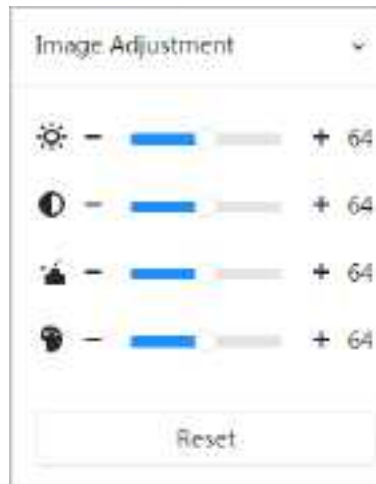 Image Adjustment
- + 64
- + 64
- + 64
- + 64
Reset